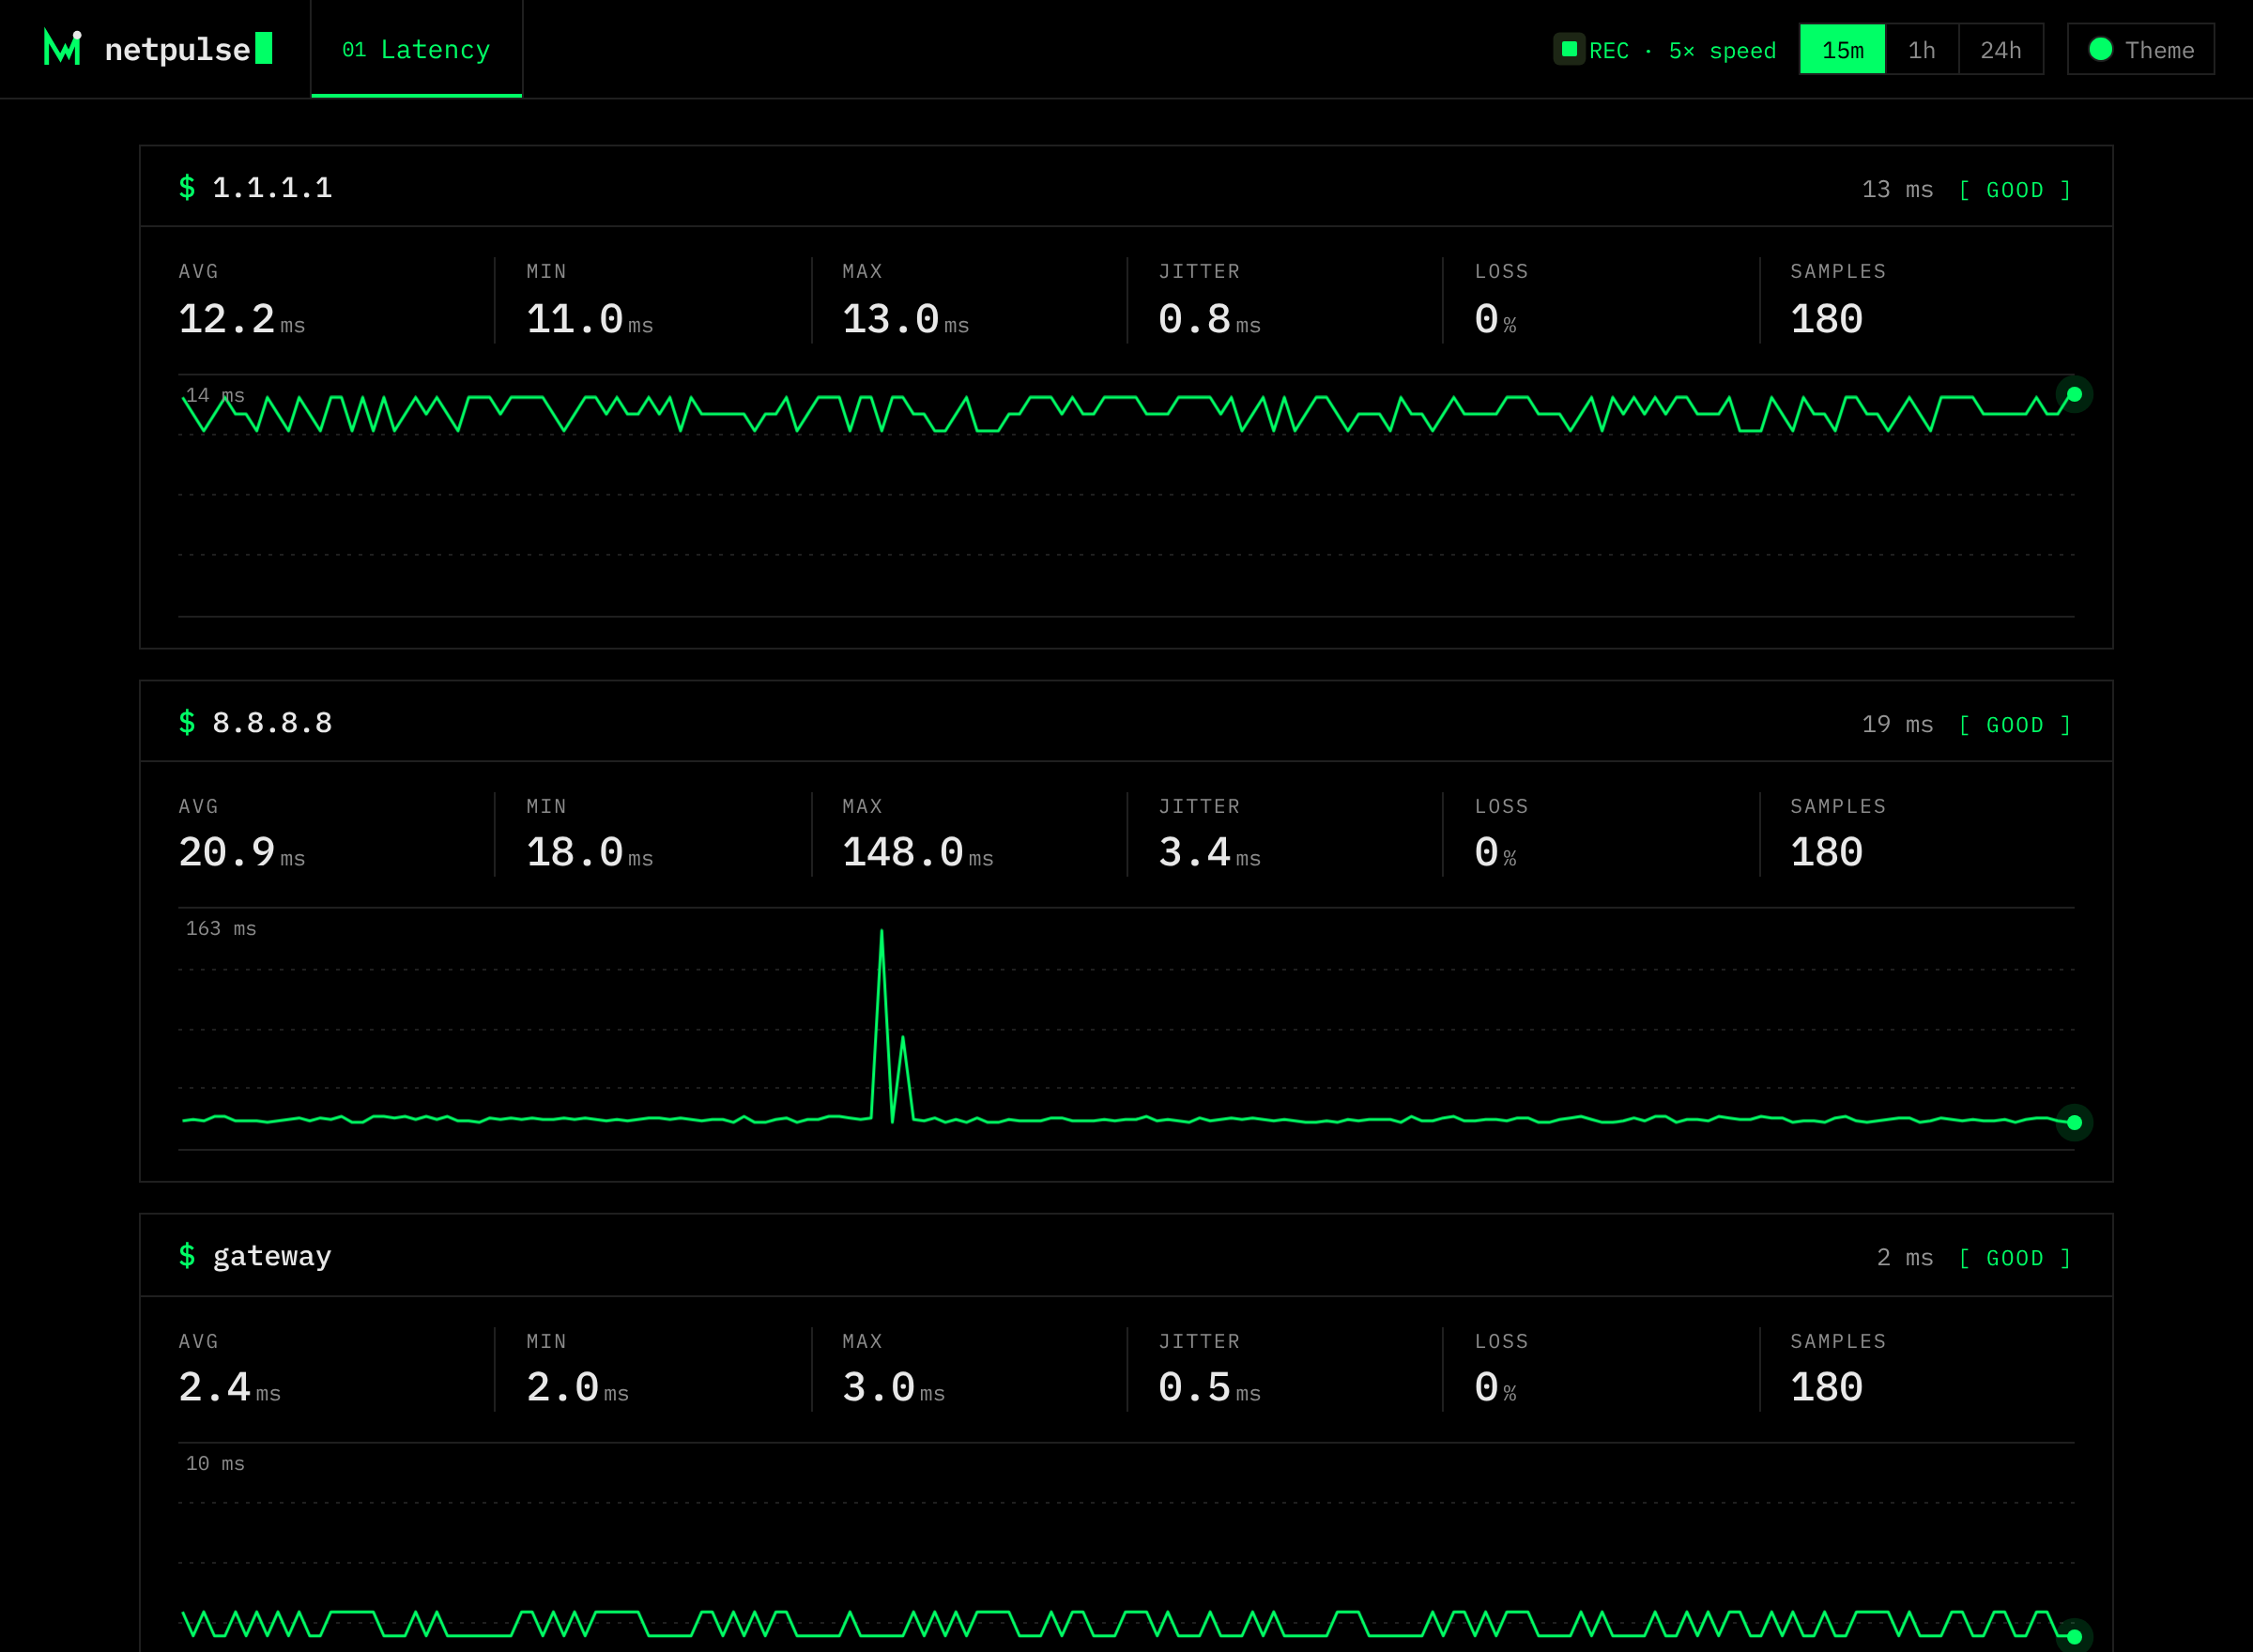 netpulse 01 Latency REC · 5× speed 15m 1h 24h Theme
$ 1.1.1.1 13 ms [ GOOD ]
AVG MIN MAX JITTER LOSS SAMPLES
12.2 ms 11.0 ms 13.0 ms 0.8 ms 0 % 180
14 ms
$ 8.8.8.8 19 ms [ GOOD ]
AVG MIN MAX JITTER LOSS SAMPLES
20.9 ms 18.0 ms 148.0 ms 3.4 ms 0 % 180
163 ms
$ gateway 2 ms [ GOOD ]
AVG MIN MAX JITTER LOSS SAMPLES
2.4 ms 2.0 ms 3.0 ms 0.5 ms 0 % 180
10 ms